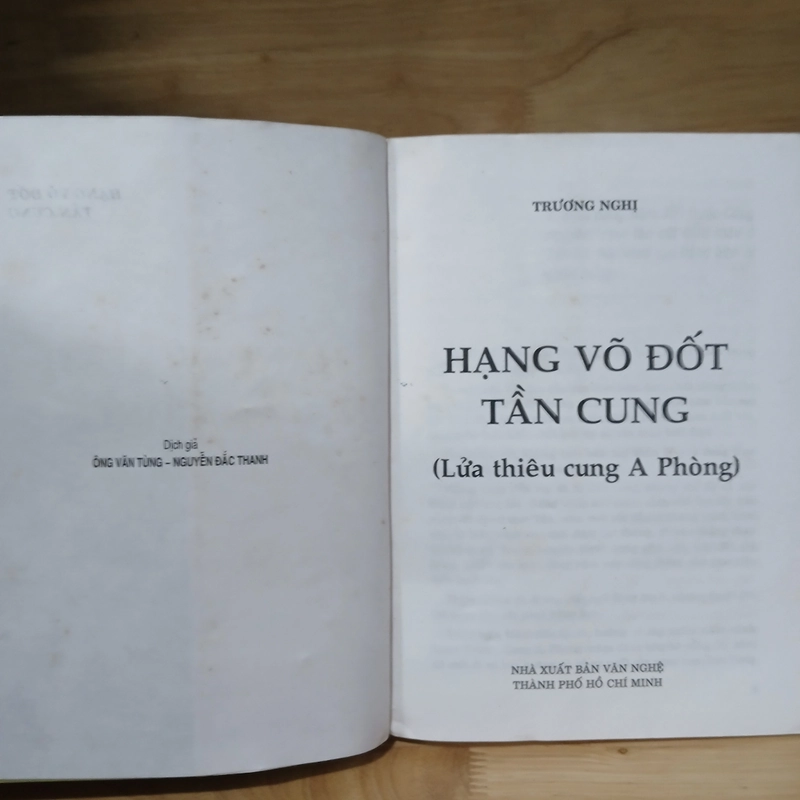 Dịch giả
ÔNG VĂN TÙNG – NGUYỄN ĐẮC THANH
TRƯƠNG NGHỊ
HẠNG VÕ ĐỐT
TẦN CUNG
(Lửa thiêu cung A Phòng)
NHÀ XUẤT BẢN VĂN NGHỆ
THÀNH PHỐ HỒ CHÍ MINH